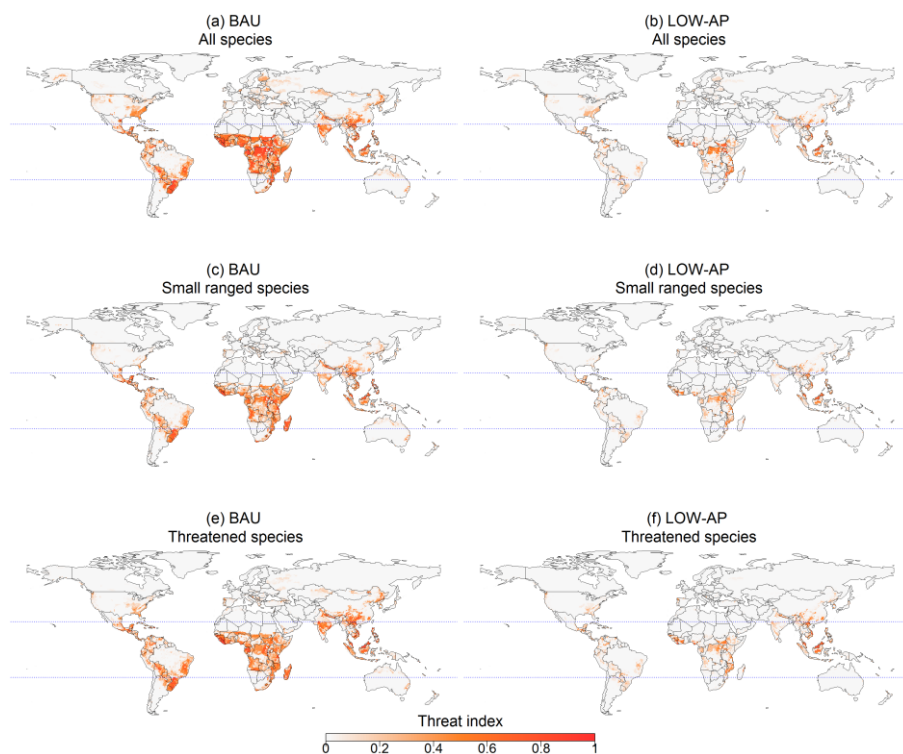 (a) BAU
All species
(b) LOW-AP
All species
(c) BAU
Small ranged species
(d) LOW-AP
Small ranged species
(e) BAU
Threatened species
(f) LOW-AP
Threatened species
Threat index
0 0.2 0.4 0.6 0.8 1